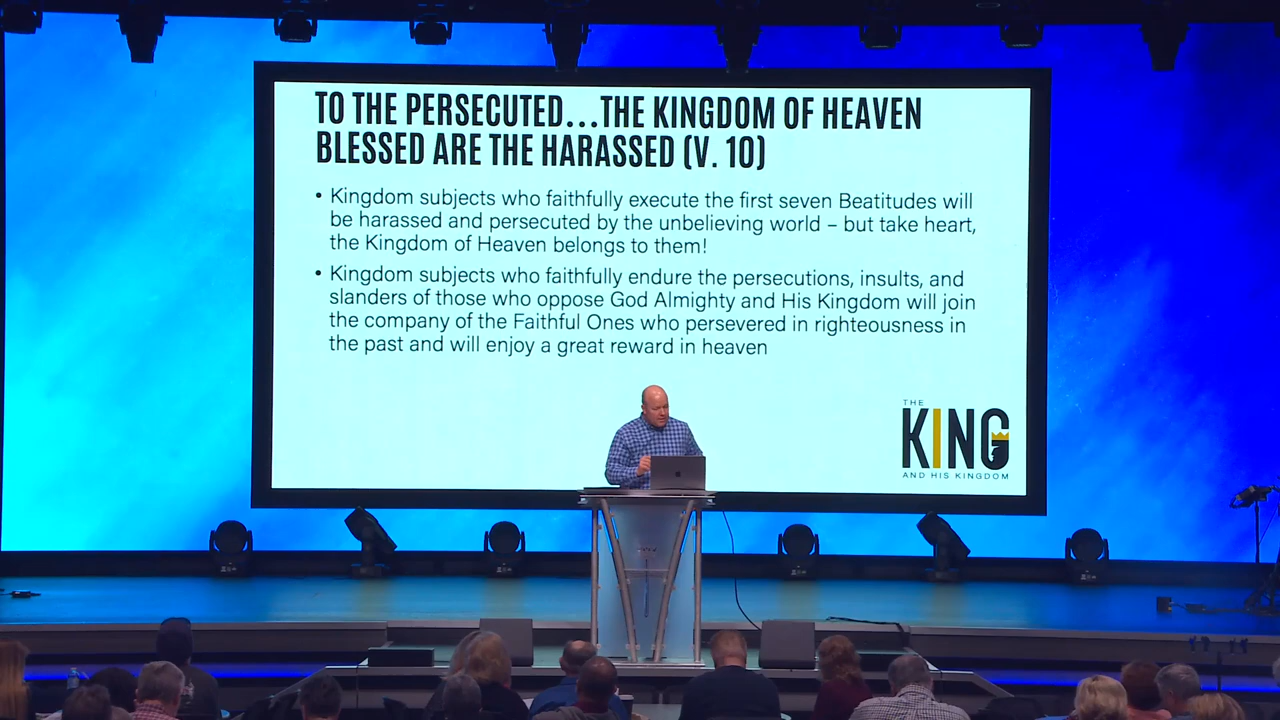 TO THE PERSECUTED...THE KINGDOM OF HEAVEN
BLESSED ARE THE HARASSED (V. 10)
• Kingdom subjects who faithfully execute the first seven Beatitudes will
be harassed and persecuted by the unbelieving world – but take heart,
the Kingdom of Heaven belongs to them!
• Kingdom subjects who faithfully endure the persecutions, insults, and
slanders of those who oppose God Almighty and His Kingdom will join
the company of the Faithful Ones who persevered in righteousness in
the past and will enjoy a great reward in heaven
THE
KING
AND HIS KINGDOM